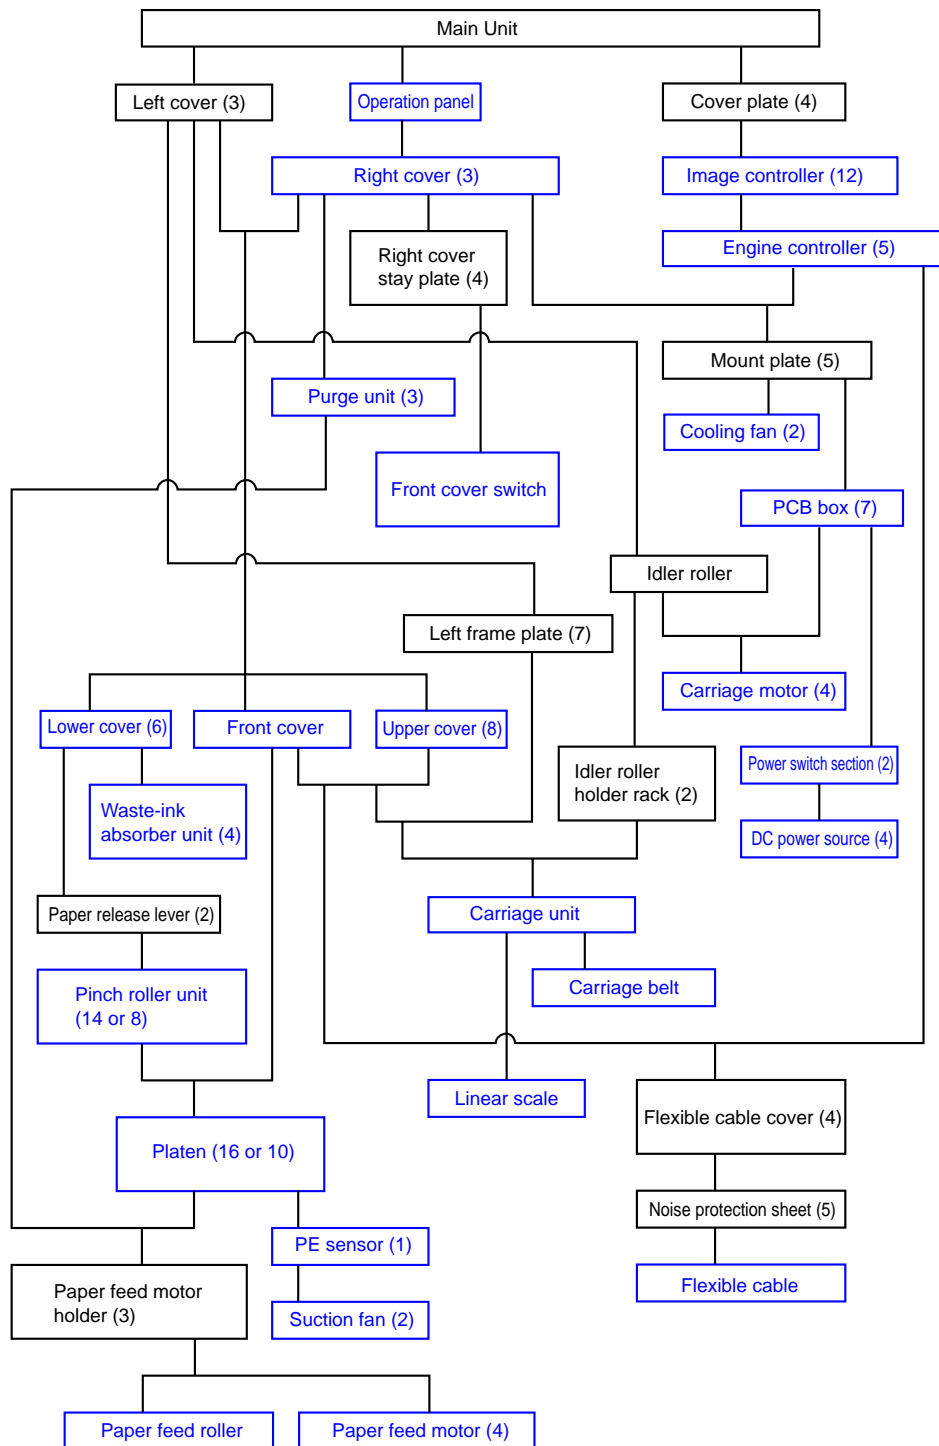 Main Unit
Left cover (3)
Operation panel
Cover plate (4)
Right cover (3)
Image controller (12)
Engine controller (5)
Right cover
stay plate (4)
Mount plate (5)
Purge unit (3)
Cooling fan (2)
Front cover switch
PCB box (7)
Idler roller
Left frame plate (7)
Carriage motor (4)
Lower cover (6)
Front cover
Upper cover (8)
Idler roller
holder rack (2)
Power switch section (2)
Waste-ink
absorber unit (4)
DC power source (4)
Paper release lever (2)
Carriage unit
Pinch roller unit
(14 or 8)
Carriage belt
Linear scale
Flexible cable cover (4)
Platen (16 or 10)
Noise protection sheet (5)
PE sensor (1)
Paper feed motor
holder (3)
Flexible cable
Suction fan (2)
Paper feed roller
Paper feed motor (4)